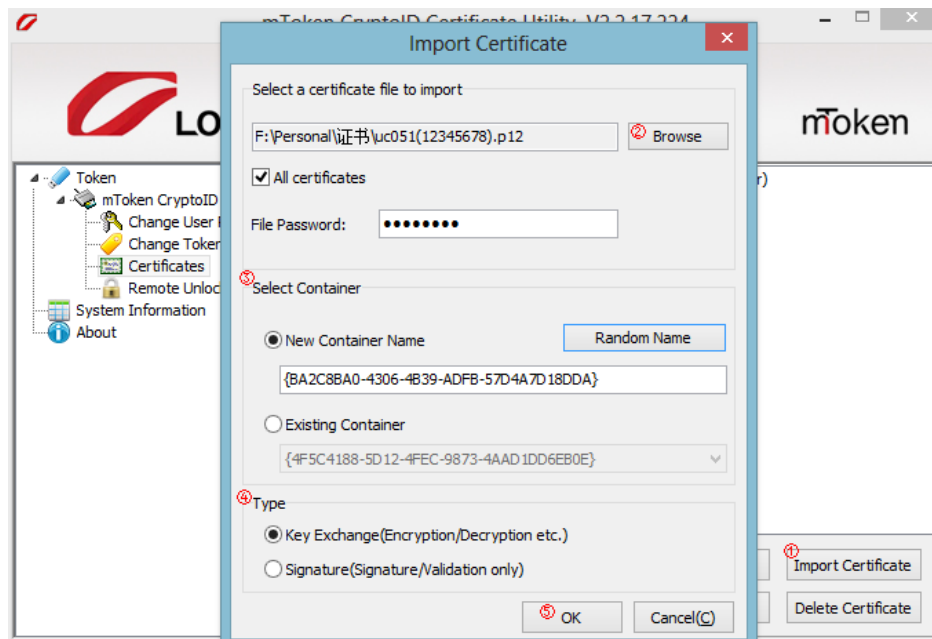 mToken CryptoID Certificate Utility V3.2.17.224
Import Certificate
LO
mToken
Select a certificate file to import
F:\Personal\证书\uc051(12345678).p12
② Browse
All certificates
File Password:
Token
mToken CryptoID
Change User
Change Token
Certificates
Remote Unloc
System Information
About
r)
③
Select Container
New Container Name
Random Name
{BA2C8BA0-4306-4B39-ADFB-57D4A7D18DDA}
Existing Container
{4F5C4188-5D12-4FEC-9873-4AAD1DD6EB0E}
④ Type
Key Exchange(Encryption/Decryption etc.)
Signature(Signature/Validation only)
① Import Certificate
Delete Certificate
⑤ OK
Cancel(C)